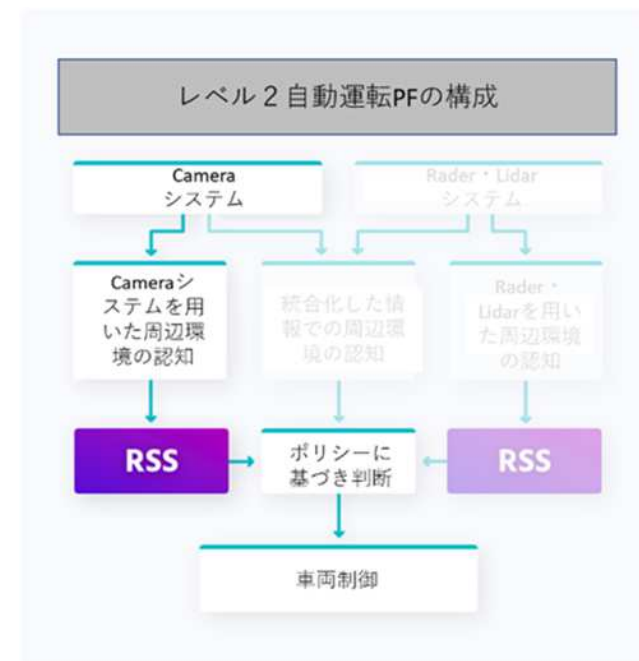 レベル２自動運転PFの構成
Camera
システム
Rader・Lidar
システム
Cameraシ
ステムを用
いた周辺環
境の認知
統合化した情
報での周辺環
境の認知
Rader・
Lidarを用い
た周辺環境
の認知
RSS
ポリシーに
基づき判断
RSS
車両制御